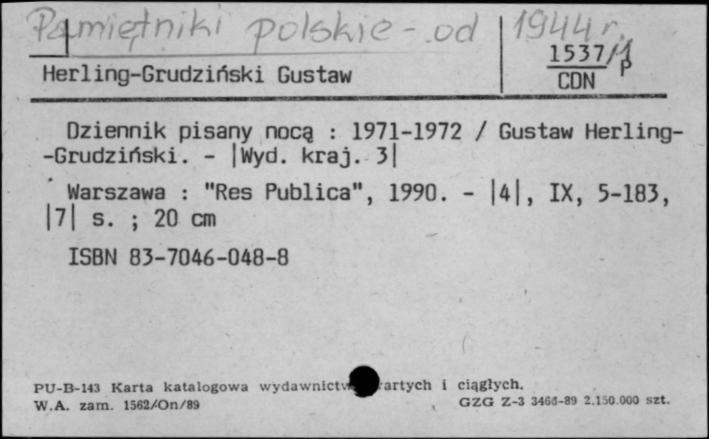 Pamiętniki polskie - od 1944 r.
1537/
Herling-Grudziński Gustaw
CDN
Dziennik pisany nocą : 1971-1972 / Gustaw Herling-
-Grudziński. - |Wyd. kraj. 3|
Warszawa : "Res Publica", 1990. - |4|, IX, 5-183,
|7| s. ; 20 cm
ISBN 83-7046-048-8
PU-B-143 Karta katalogowa wydawnictw artych i ciągłych.
W.A. zam. 1562/On/89 GZG Z-3 3466-89 2.150.000 szt.